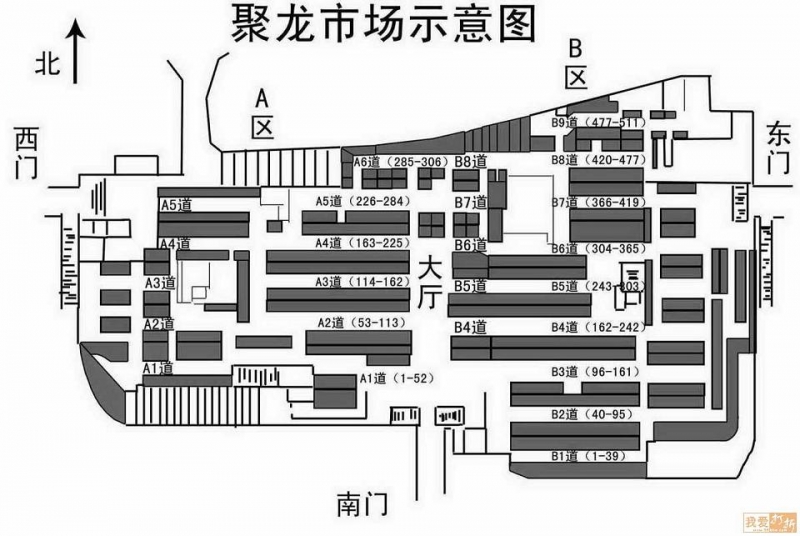 聚龙市场示意图
北
A区
B区
西门
东门
B9道（477-511）
A6道（285-306）
B8道
B8道（420-477）
A5道
A5道（226-284）
B7道
B7道（366-419）
A4道
A4道（163-225）
大厅
B6道
B6道（304-365）
A3道
A3道（114-162）
B5道
B5道（243-303）
A2道
A2道（53-113）
B4道
B4道（162-242）
A1道
A1道（1-52）
B3道（96-161）
B2道（40-95）
B1道（1-39）
南门
我爱打折